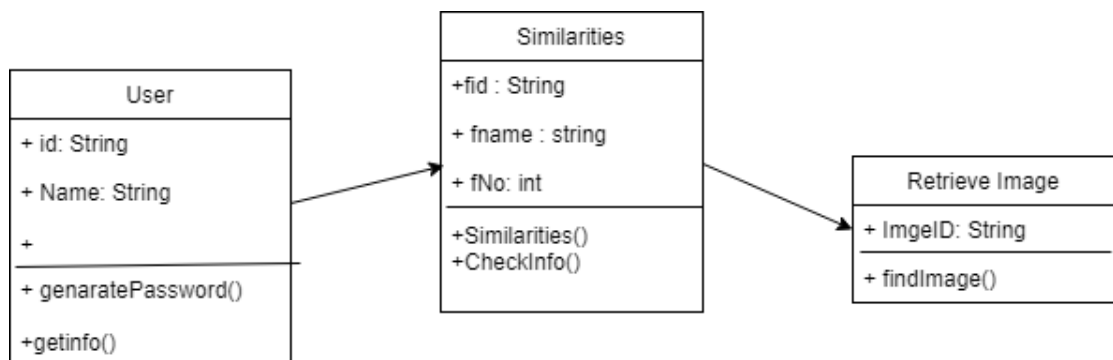 User
+ id: String
+ Name: String
+
+ genaratePassword()
+getinfo()
Similarities
+fid : String
+ fname : string
+ fNo: int
+Similarities()
+CheckInfo()
Retrieve Image
+ ImgeID: String
+ findImage()